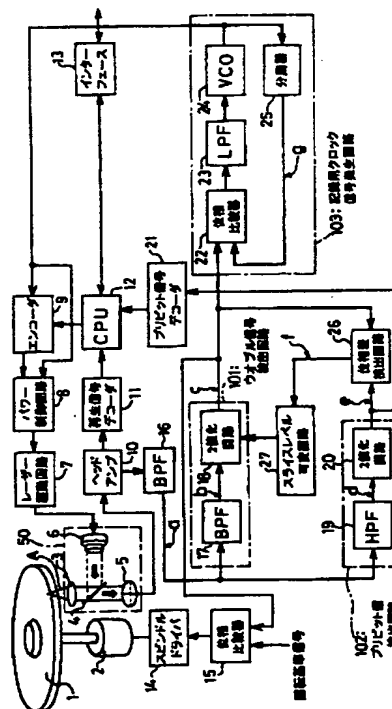 インター
フェース
13
エンコーダ
9
パワー
制御回路
8
レーザー
駆動回路
7
CPU
12
再生信号
デコーダ
11
ヘッド
アンプ
10
BPF
16
プリピット信号
デコーダ
21
50
A
3
4
5
6
1
2
スピンドル
ドライバ
14
位相
比較器
15
回転基準信号
a
BPF
17
b
2値化
回路
18
c
101:
ウオブル信号
検出回路
スライスレベル
可変回路
27
f
位相差
検出回路
26
e
HPF
19
d
2値化
回路
20
102:
プリピット信号
位相
比較器
22
LPF
23
VCO
24
分周器
25
g
103:記録用クロック
信号発生回路